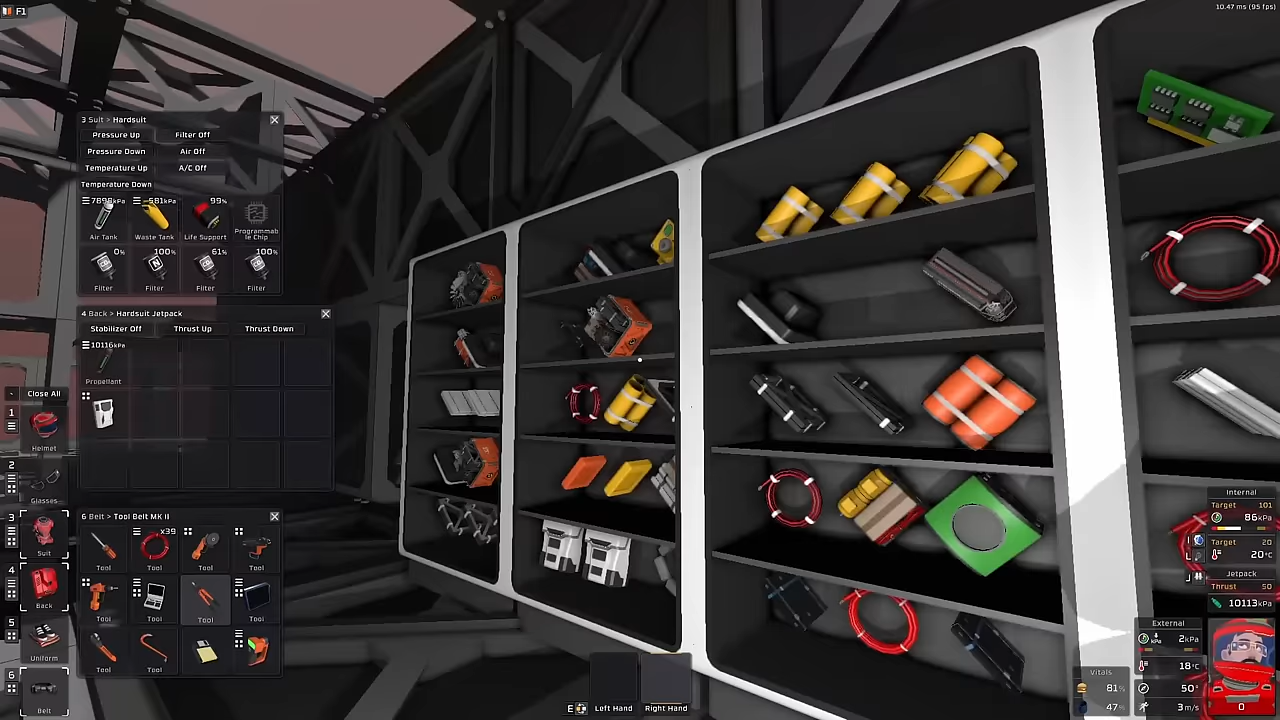 F1
10.47 ms (95 fps)
3 Suit > Hardsuit
Pressure Up Filter Off
Pressure Down Air Off
Temperature Up A/C Off
Temperature Down
7898kPa 581kPa 99%
Air Tank Waste Tank Life Support Programmab
le Chip
0% 100% 61% 100%
Filter Filter Filter Filter
4 Back > Hardsuit Jetpack
Stabilizer Off Thrust Up Thrust Down
10116kPa
Propellant
Close All
1
Helmet
2
Glasses
3
Suit
4
Back
5
Uniform
6
Belt
6 Belt > Tool Belt MK II
x39
Tool Tool Tool Tool
Tool Tool Tool Tool
Tool Tool
E Left Hand Right Hand
Internal
Target 101
86kPa
Target 20
20°C
Jetpack
Thrust 50
10113kPa
External
2kPa
18°C
50°
3m/s
Vitals
81%
47%
0